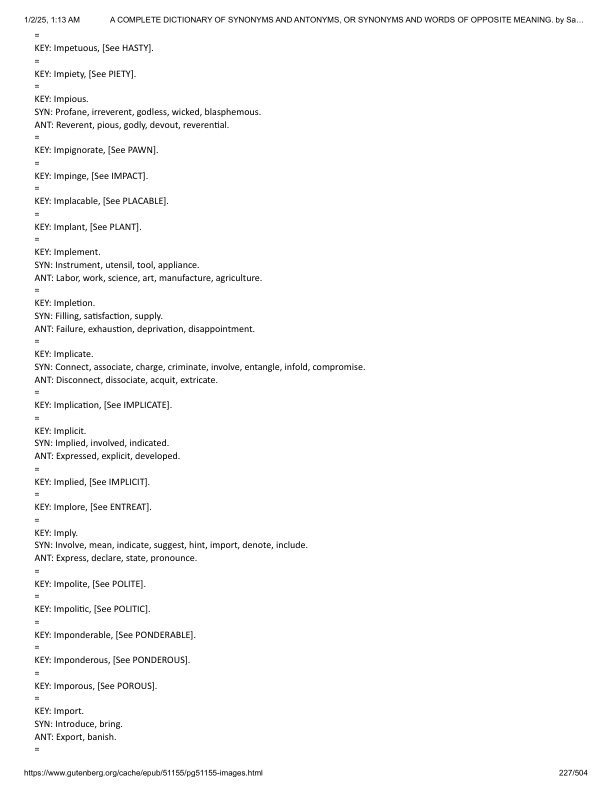 1/2/25, 1:13 AM A COMPLETE DICTIONARY OF SYNONYMS AND ANTONYMS, OR SYNONYMS AND WORDS OF OPPOSITE MEANING. by Sa…
=
KEY: Impetuous, [See HASTY].
=
KEY: Impiety, [See PIETY].
=
KEY: Impious.
SYN: Profane, irreverent, godless, wicked, blasphemous.
ANT: Reverent, pious, godly, devout, reverential.
=
KEY: Impignorate, [See PAWN].
=
KEY: Impinge, [See IMPACT].
=
KEY: Implacable, [See PLACABLE].
=
KEY: Implant, [See PLANT].
=
KEY: Implement.
SYN: Instrument, utensil, tool, appliance.
ANT: Labor, work, science, art, manufacture, agriculture.
=
KEY: Impletion.
SYN: Filling, satisfaction, supply.
ANT: Failure, exhaustion, deprivation, disappointment.
=
KEY: Implicate.
SYN: Connect, associate, charge, criminate, involve, entangle, infold, compromise.
ANT: Disconnect, dissociate, acquit, extricate.
=
KEY: Implication, [See IMPLICATE].
=
KEY: Implicit.
SYN: Implied, involved, indicated.
ANT: Expressed, explicit, developed.
=
KEY: Implied, [See IMPLICIT].
=
KEY: Implore, [See ENTREAT].
=
KEY: Imply.
SYN: Involve, mean, indicate, suggest, hint, import, denote, include.
ANT: Express, declare, state, pronounce.
=
KEY: Impolite, [See POLITE].
=
KEY: Impolitic, [See POLITIC].
=
KEY: Imponderable, [See PONDERABLE].
=
KEY: Imponderous, [See PONDEROUS].
=
KEY: Imporous, [See POROUS].
=
KEY: Import.
SYN: Introduce, bring.
ANT: Export, banish.
=
https://www.gutenberg.org/cache/epub/51155/pg51155-images.html 227/504